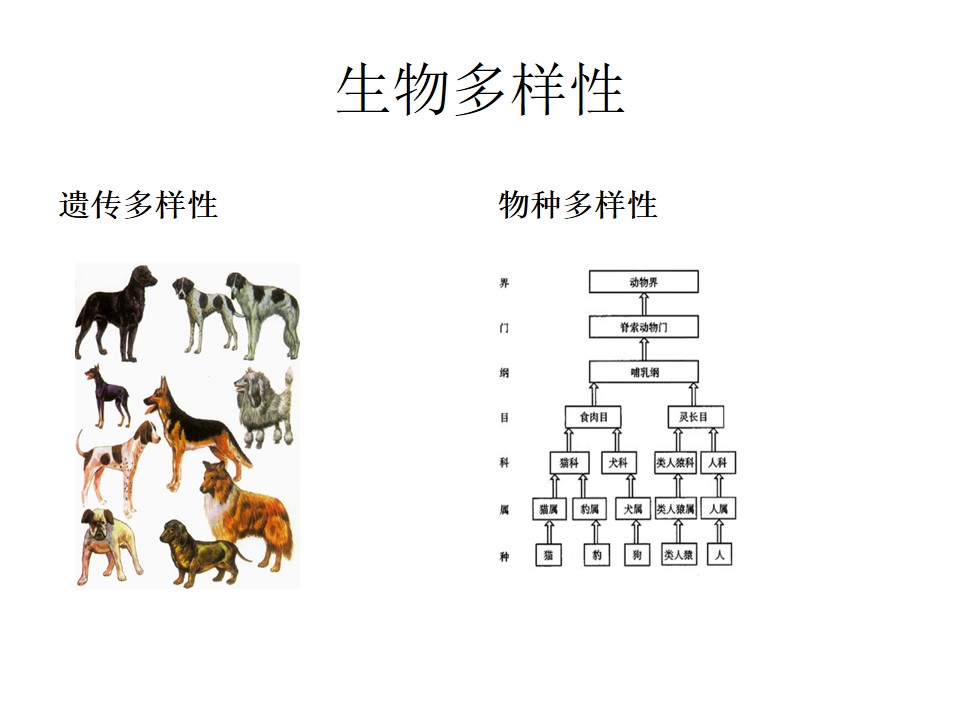 生物多样性
遗传多样性
物种多样性
界 动物界
门 脊索动物门
纲 哺乳纲
目 食肉目 灵长目
科 猫科 犬科 类人猿科 人科
属 猫属 豹属 犬属 类人猿属 人属
种 猫 豹 狗 类人猿 人